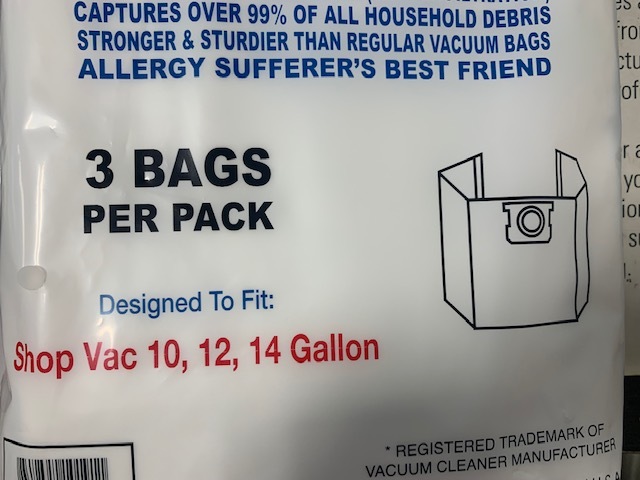 CAPTURES OVER 99% OF ALL HOUSEHOLD DEBRIS
STRONGER & STURDIER THAN REGULAR VACUUM BAGS
ALLERGY SUFFERER'S BEST FRIEND
3 BAGS
PER PACK
Designed To Fit:
Shop Vac 10, 12, 14 Gallon
* REGISTERED TRADEMARK OF
VACUUM CLEANER MANUFACTURER